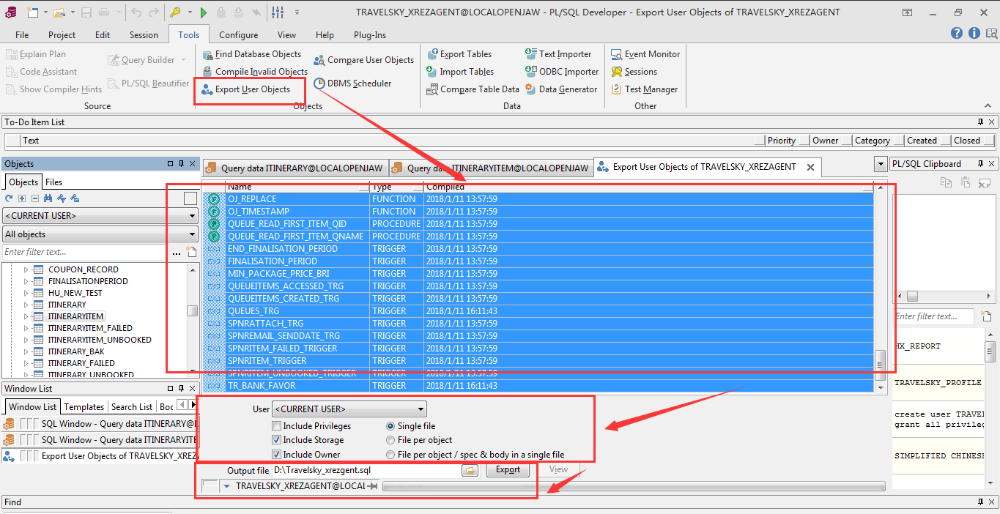 TRAVELSKY_XREZAGENT@LOCALOPENJAW - PL/SQL Developer - Export User Objects of TRAVELSKY_XREZAGENT
File Project Edit Session Tools Configure View Help Plug-Ins
Explain Plan Query Builder Find Database Objects Compare User Objects Export Tables Text Importer Event Monitor
Code Assistant PL/SQL Beautifier Compile Invalid Objects DBMS Scheduler Import Tables ODBC Importer Sessions
Show Compiler Hints Export User Objects Compare Table Data Data Generator Test Manager
Source Objects Data Other
To-Do Item List
Text Priority Owner Category Created Closed
Objects
Objects Files
<CURRENT USER>
All objects
Enter filter text... ...
COUPON_RECORD
FINALISATIONPERIOD
HU_NEW_TEST
ITINERARY
ITINERARYITEM
ITINERARYITEM_FAILED
ITINERARYITEM_UNBOOKED
ITINERARY_BAK
ITINERARY_FAILED
ITINERARY_UNBOOKED
Window List
Window List Templates Search List Boc
SQL Window - Query data ITINERARY@
SQL Window - Query data ITINERARYITE
Export User Objects of TRAVELSKY_XREZA
Query data ITINERARY@LOCALOPENJAW Query data ITINERARYITEM@LOCALOPENJAW Export User Objects of TRAVELSKY_XREZAGENT
Name Type Compiled
OJ_REPLACE FUNCTION 2018/1/11 13:57:59
OJ_TIMESTAMP FUNCTION 2018/1/11 13:57:59
QUEUE_READ_FIRST_ITEM_QID PROCEDURE 2018/1/11 13:57:59
QUEUE_READ_FIRST_ITEM_QNAME PROCEDURE 2018/1/11 13:57:59
END_FINALISATION_PERIOD TRIGGER 2018/1/11 13:57:59
FINALISATION_PERIOD TRIGGER 2018/1/11 13:57:59
MIN_PACKAGE_PRICE_BRI TRIGGER 2018/1/11 13:57:59
QUEUEITEMS_ACCESSED_TRG TRIGGER 2018/1/11 13:57:59
QUEUEITEMS_CREATED_TRG TRIGGER 2018/1/11 13:57:59
QUEUES_TRG TRIGGER 2018/1/11 16:11:43
SPNRATTACH_TRG TRIGGER 2018/1/11 13:57:59
SPNREMAIL_SENDDATE_TRG TRIGGER 2018/1/11 13:57:59
SPNRITEM_FAILED_TRIGGER TRIGGER 2018/1/11 13:57:59
SPNRITEM_TRIGGER TRIGGER 2018/1/11 13:57:59
SPNRITEM_UNBOOKED_TRIGGER TRIGGER 2018/1/11 13:57:59
TR_BANK_FAVOR TRIGGER 2018/1/11 16:11:43
User <CURRENT USER>
Include Privileges Single file
Include Storage File per object
Include Owner File per object / spec & body in a single file
Output file D:\Travelsky_xrezgent.sql Export View
TRAVELSKY_XREZAGENT@LOCAL
PL/SQL Clipboard
Enter filter text...
HX_REPORT
TRAVELSKY_PROFILE
create user TRAVEL
grant all privileg
SIMPLIFIED CHINESE
Find